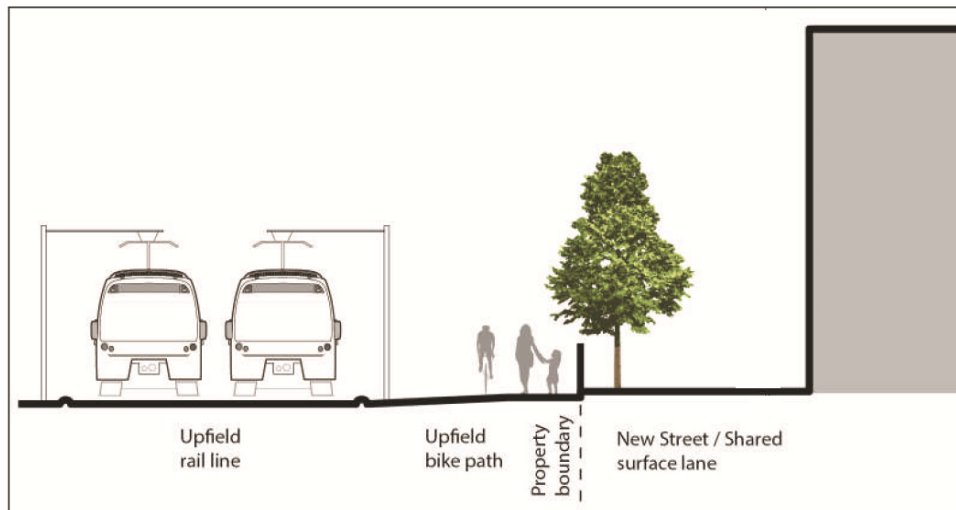 Upfield
rail line
Upfield
bike path
Property
boundary
New Street / Shared
surface lane